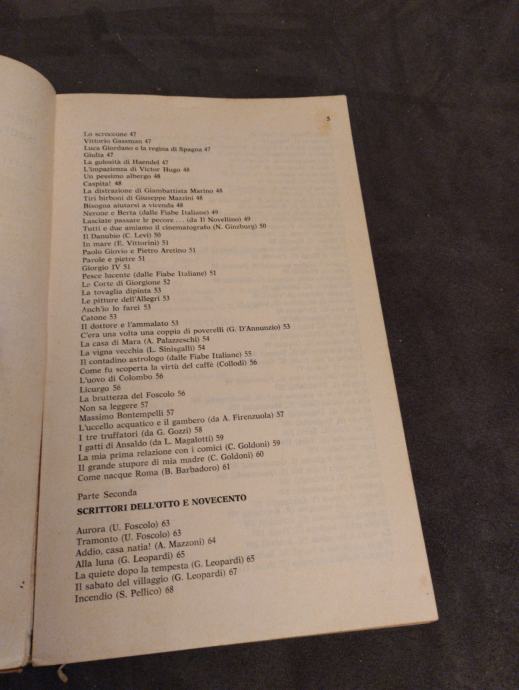 5
Lo scroccone 47
Vittorio Gassman 47
Luca Giordano e la regina di Spagna 47
Giulia 47
La golosità di Haendel 47
L'impazienza di Victor Hugo 48
Un pessimo albergo 48
Caspita! 48
La distrazione di Giambattista Marino 48
Tiri birboni di Giuseppe Mazzini 48
Bisogna aiutarsi a vicenda 48
Nerone e Berta (dalle Fiabe Italiane) 49
Lasciate passare le pecore.... (da Il Novellino) 49
Tutti e due amiamo il cinematografo (N. Ginzburg) 50
Il Danubio (C. Levi) 50
In mare (E. Vittorini) 51
Paolo Giovio e Pietro Aretino 51
Parole e pietre 51
Giorgio IV 51
Pesce lucente (dalle Fiabe Italiane) 51
Le Corte di Giorgione 52
La tovaglia dipinta 53
Le pitture dell'Allegri 53
Anch'io lo farei 53
Catone 53
Il dottore e l'ammalato 53
C'era una volta una coppia di poverelli (G. D'Annunzio) 53
La casa di Mara (A. Palazzeschi) 54
La vigna vecchia (L. Sinisgalli) 54
Il contadino astrologo (dalle Fiabe Italiane) 55
Come fu scoperta la virtù del caffè (Collodi) 56
L'uovo di Colombo 56
Licurgo 56
La bruttezza del Foscolo 56
Non sa leggere 57
Massimo Bontempelli 57
L'uccello acquatico e il gambero (da A. Firenzuola) 57
I tre truffatori (da G. Gozzi) 58
I gatti di Ansaldo (da L. Magalotti) 59
La mia prima relazione con i comici (C. Goldoni) 59
Il grande stupore di mia madre (C. Goldoni) 60
Come nacque Roma (B. Barbadoro) 61
Parte Seconda
SCRITTORI DELL'OTTO E NOVECENTO
Aurora (U. Foscolo) 63
Tramonto (U. Foscolo) 63
Addio, casa natia! (A. Mazzoni) 64
Alla luna (G. Leopardi) 65
La quiete dopo la tempesta (G. Leopardi) 65
Il sabato del villaggio (G. Leopardi) 67
Incendio (S. Pellico) 68